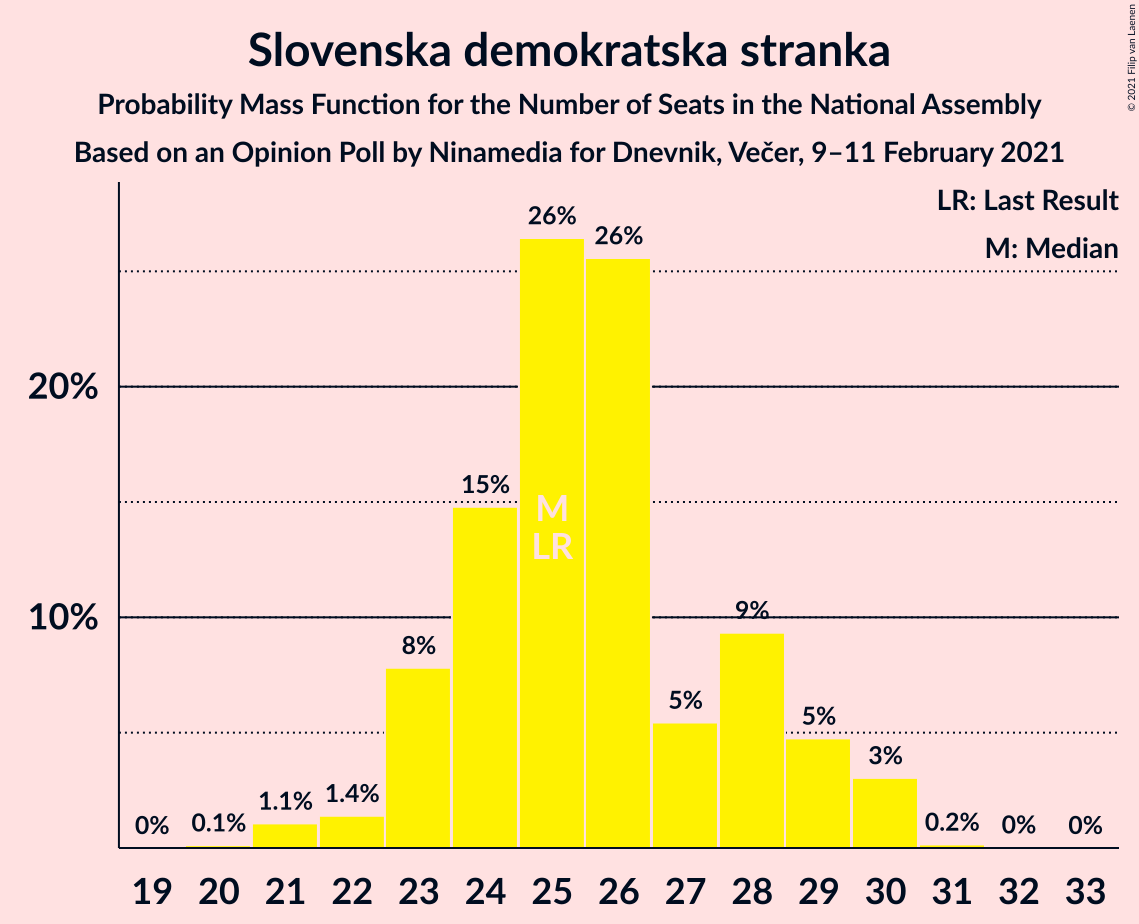 Slovenska demokratska stranka
Probability Mass Function for the Number of Seats in the National Assembly
Based on an Opinion Poll by Ninamedia for Dnevnik, Večer, 9–11 February 2021
© 2021 Filip van Laenen
LR: Last Result
M: Median
20%
10%
0%
0.1%
1.1%
1.4%
8%
15%
26%
26%
5%
9%
5%
3%
0.2%
0%
0%
M
LR
19 20 21 22 23 24 25 26 27 28 29 30 31 32 33